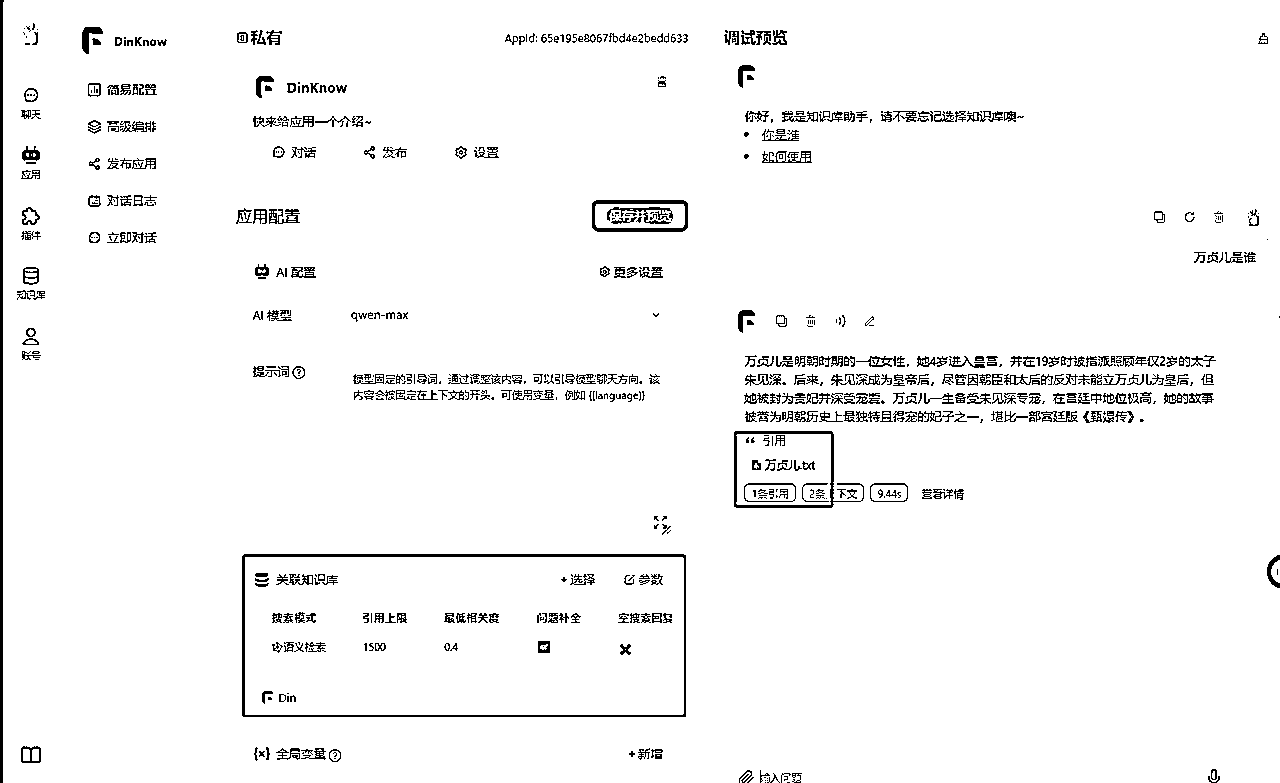 聊天
应用
插件
知识库
账号
DinKnow
简易配置
高级编排
发布应用
对话日志
立即对话
私有
AppId: 65e195e8067fbd4e2bedd633
DinKnow
快来给应用一个介绍~
对话 发布 设置
应用配置
保存并预览
AI 配置
更多设置
AI 模型
qwen-max
提示词
模型固定的引导词，通过调整该内容，可以引导模型聊天方向。该
内容会被固定在上下文的开头。可使用变量，例如 {{language}}
关联知识库
+选择 参数
搜索模式 引用上限 最低相关度 问题补全 空搜索回复
语义检索 1500 0.4
Din
{x} 全局变量
+新增
调试预览
你好，我是知识库助手，请不要忘记选择知识库噢~
• 你是谁
• 如何使用
万贞儿是谁
万贞儿是明朝时期的一位女性，她4岁进入皇宫，并在19岁时被指派照顾年仅2岁的太子
朱见深。后来，朱见深成为皇帝后，尽管因朝臣和太后的反对未能立万贞儿为皇后，但
她被封为贵妃并深受宠爱。万贞儿一生备受朱见深专宠，在宫廷中地位极高，她的故事
被誉为明朝历史上最独特且得宠的妃子之一，堪比一部宫廷版《甄嬛传》。
引用
万贞儿.txt
1条引用 2条上下文 9.44s 查看详情
输入问题